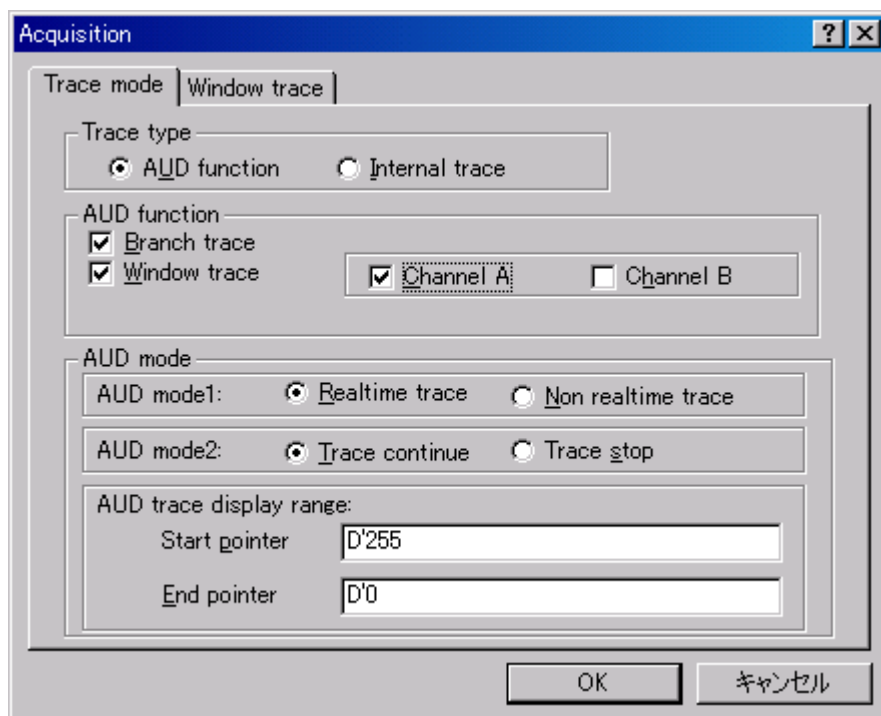 Acquisition
Trace mode Window trace
Trace type
AUD function Internal trace
AUD function
Branch trace
Window trace Channel A Channel B
AUD mode
AUD mode1: Realtime trace Non realtime trace
AUD mode2: Trace continue Trace stop
AUD trace display range:
Start pointer D'255
End pointer D'0
OK キャンセル